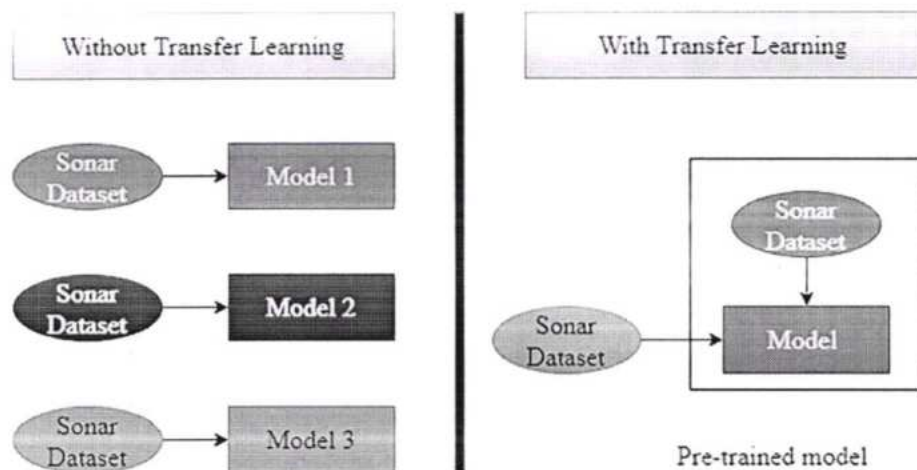 Without Transfer Learning
Sonar
Dataset
Model 1
Sonar
Dataset
Model 2
Sonar
Dataset
Model 3
With Transfer Learning
Sonar
Dataset
Sonar
Dataset
Model
Pre-trained model